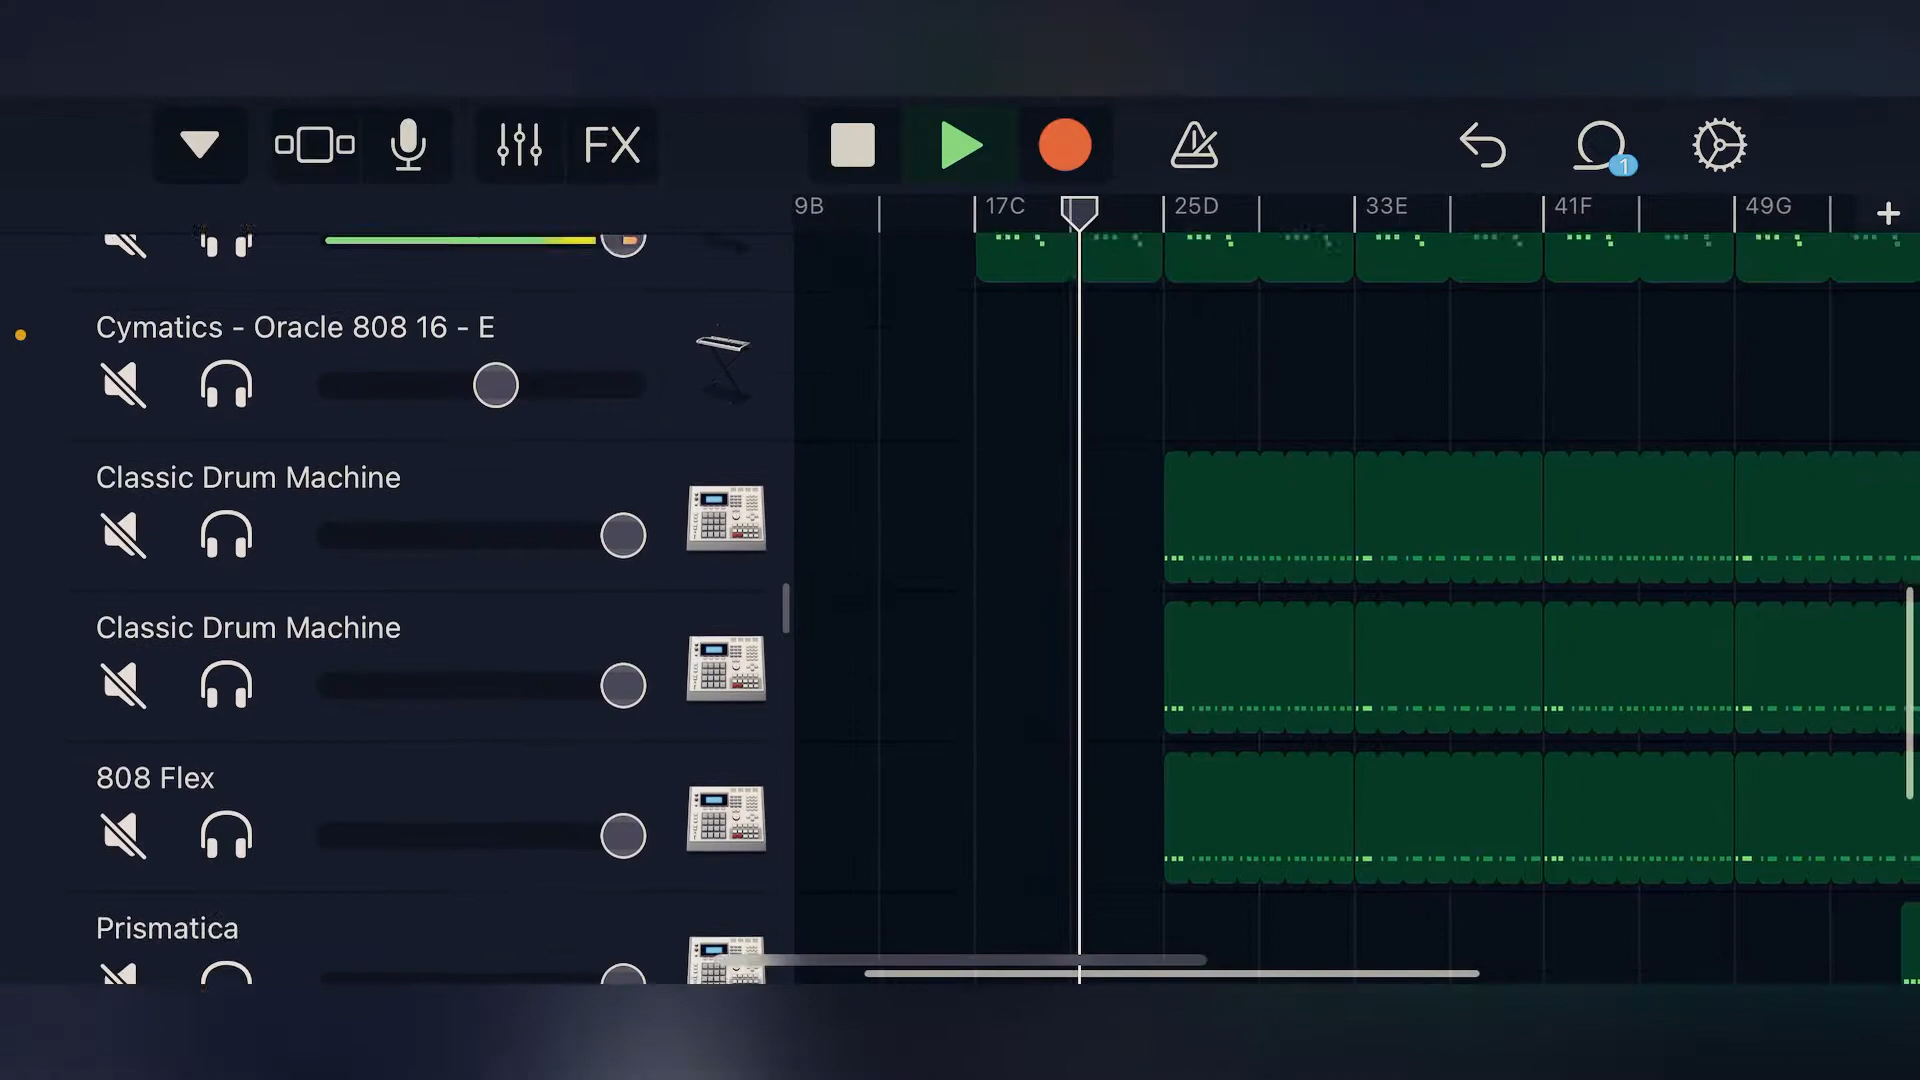 FX
1
9B
17C
25D
33E
41F
49G
+
Cymatics - Oracle 808 16 - E
Classic Drum Machine
Classic Drum Machine
808 Flex
Prismatica